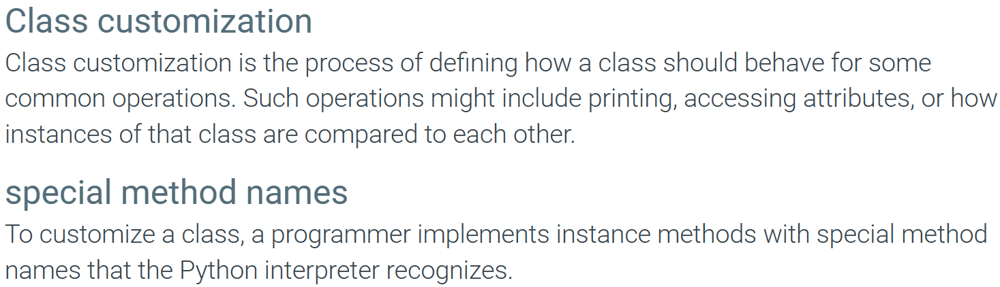 Class customization
Class customization is the process of defining how a class should behave for some
common operations. Such operations might include printing, accessing attributes, or how
instances of that class are compared to each other.
special method names
To customize a class, a programmer implements instance methods with special method
names that the Python interpreter recognizes.